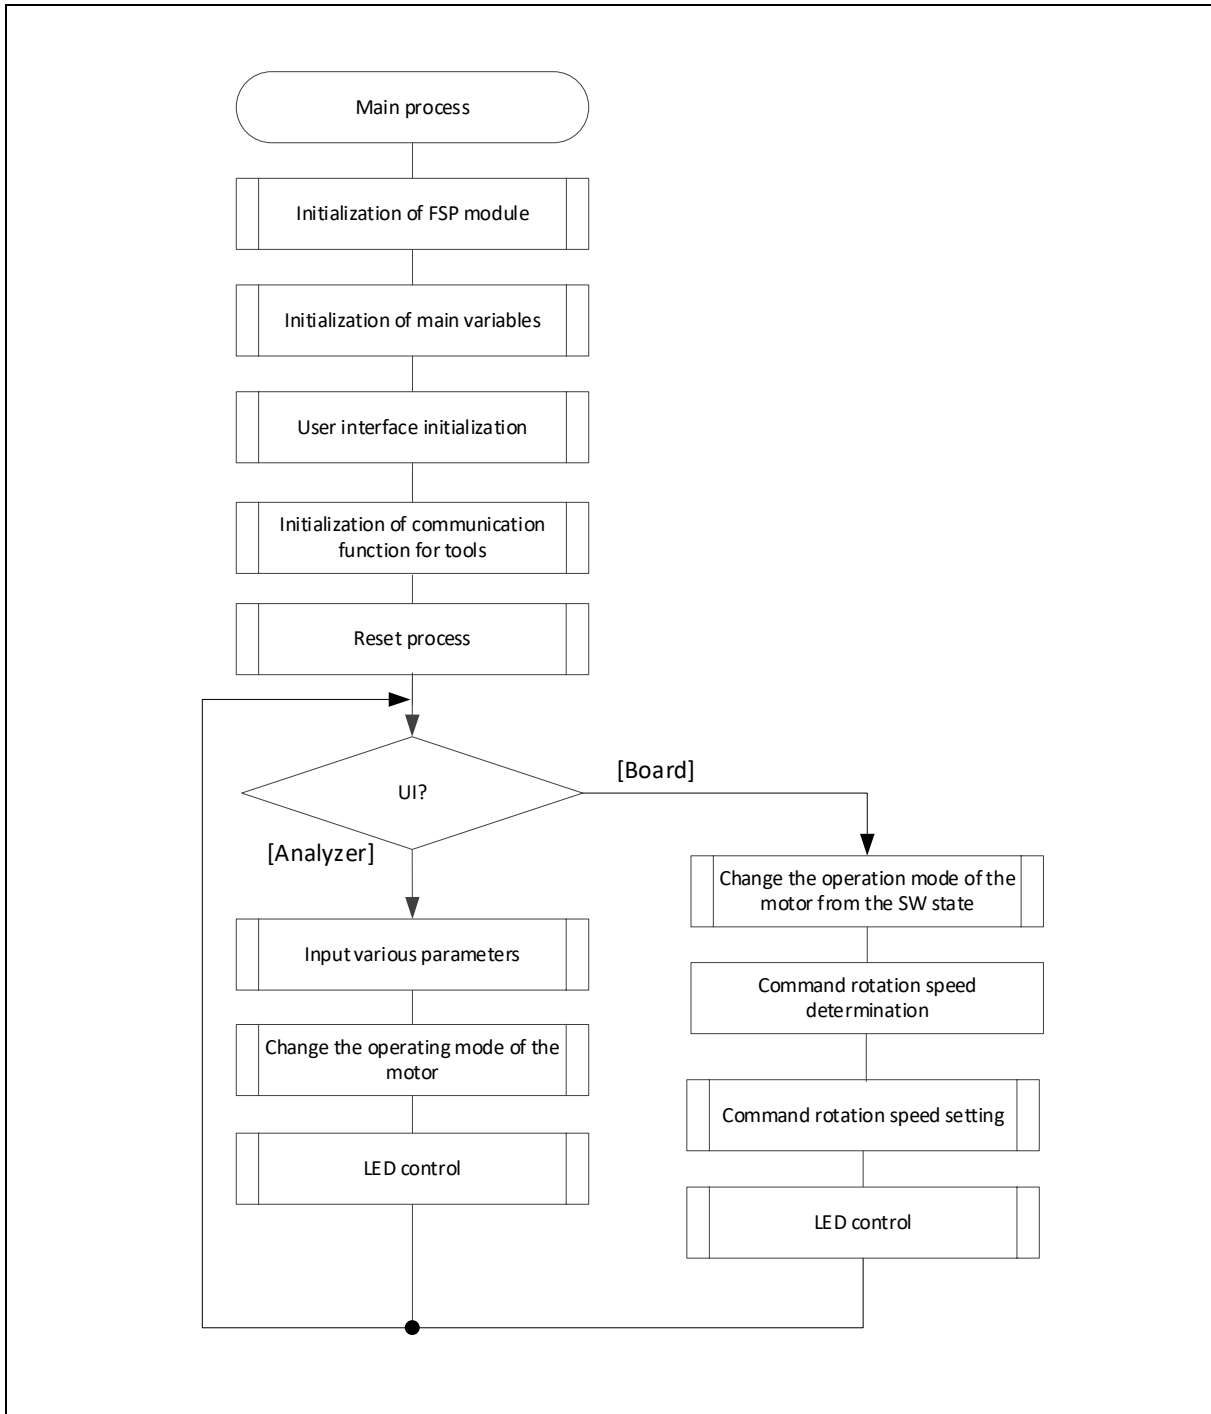 Main process
Initialization of FSP module
Initialization of main variables
User interface initialization
Initialization of communication
function for tools
Reset process
UI?
[Board]
[Analyzer]
Input various parameters
Change the operating mode of the
motor
LED control
Change the operation mode of the
motor from the SW state
Command rotation speed
determination
Command rotation speed setting
LED control